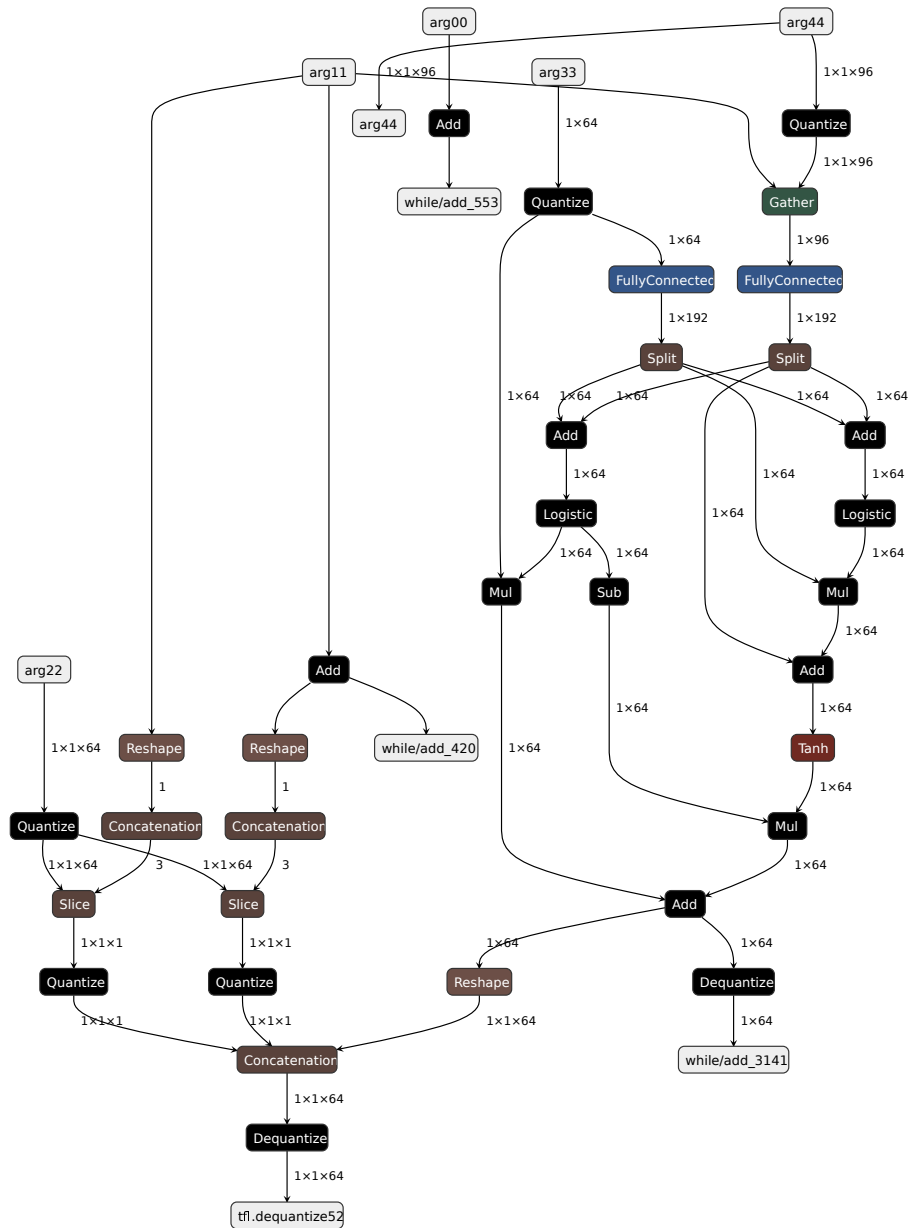 arg00
arg44
arg11
1×1×96
arg33
1×1×96
arg44
Add
1×64
Quantize
1×1×96
while/add_553
Quantize
Gather
1×64
1×96
FullyConnectec
FullyConnectec
1×192
1×192
Split
Split
1×64
1×64
1×64
1×64
1×64
Add
Add
1×64
1×64
1×64
1×64
Logistic
Logistic
1×64
1×64
1×64
Mul
Sub
Mul
1×64
arg22
Add
Add
1×64
1×64
1×1×64
Reshape
Reshape
while/add_420
1×64
Tanh
1
1
1×64
Quantize
Concatenation
Concatenation
Mul
1×1×64
3
1×1×64
3
1×64
Slice
Slice
Add
1×1×1
1×1×1
1×64
1×64
Quantize
Quantize
Reshape
Dequantize
1×1×1
1×1×1
1×1×64
1×64
Concatenation
while/add_3141
1×1×64
Dequantize
1×1×64
tfl.dequantize52